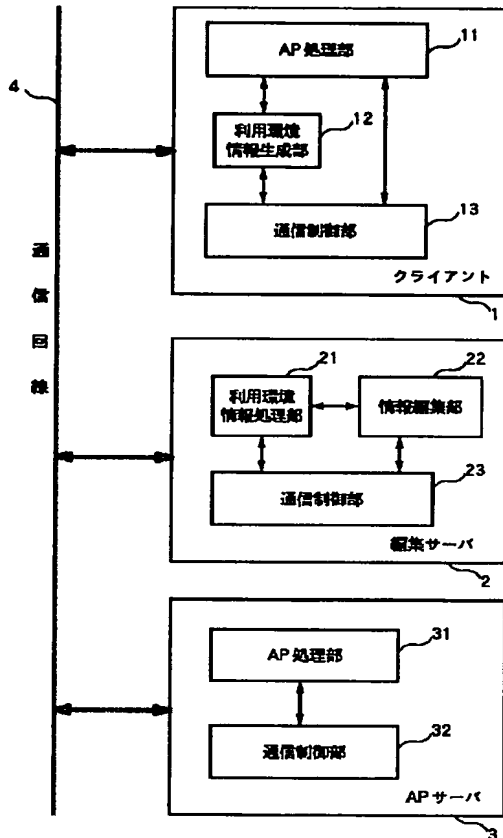 4
通信回線
11
AP処理部
12
利用環境
情報生成部
13
通信制御部
クライアント
1
21
利用環境
情報処理部
22
情報編集部
23
通信制御部
編集サーバ
2
31
AP処理部
32
通信制御部
APサーバ
3